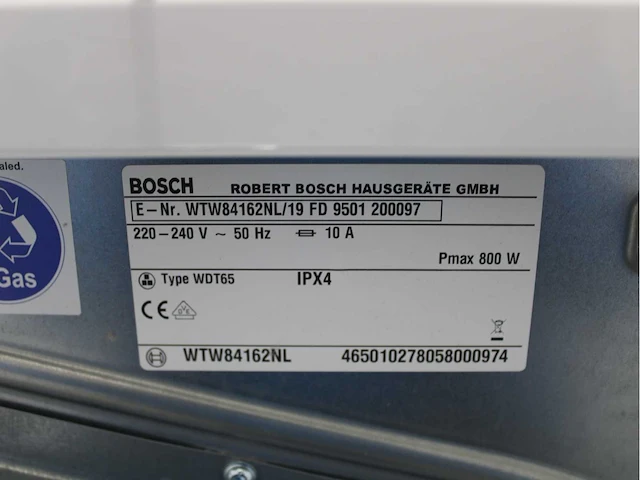 aled.
Gas
BOSCH ROBERT BOSCH HAUSGERÄTE GMBH
E-Nr. WTW84162NL/19 FD 9501 200097
220-240 V ~ 50 Hz 10 A
Pmax 800 W
Type WDT65 IPX4
CE
WTW84162NL 465010278058000974